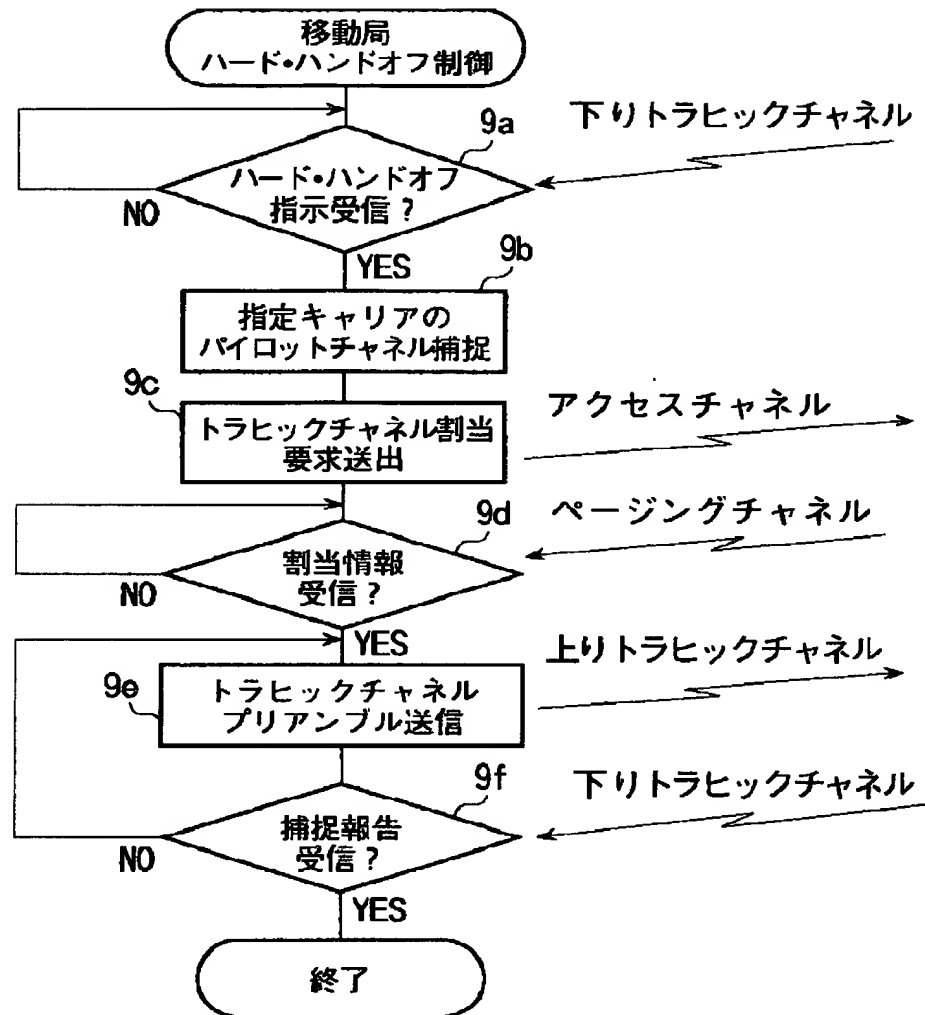 移動局
ハード・ハンドオフ制御
9a
下りトラヒックチャネル
ハード・ハンドオフ
指示受信?
NO
YES
9b
指定キャリアの
パイロットチャネル捕捉
9c
アクセスチャネル
トラヒックチャネル割当
要求送出
9d
ページングチャネル
割当情報
受信?
NO
YES
上りトラヒックチャネル
9e
トラヒックチャネル
プリアンブル送信
9f
下りトラヒックチャネル
捕捉報告
受信?
NO
YES
終了